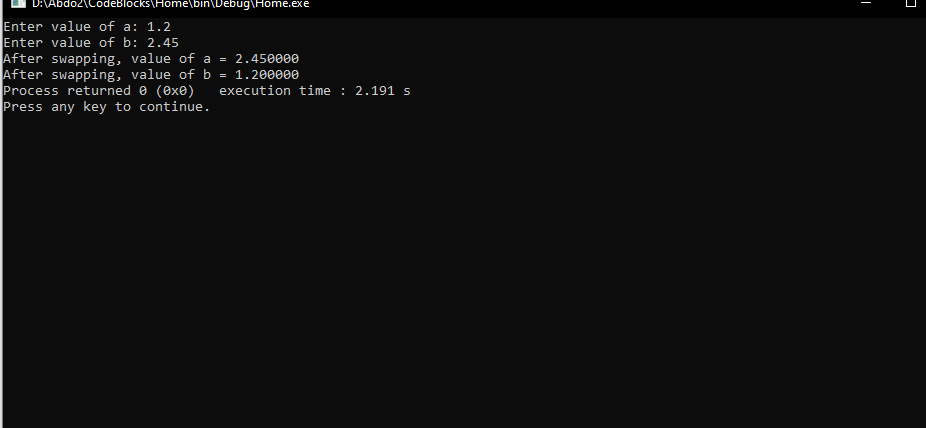 D:\Abdo2\CodeBlocks\Home\bin\Debug\Home.exe
Enter value of a: 1.2
Enter value of b: 2.45
After swapping, value of a = 2.450000
After swapping, value of b = 1.200000
Process returned 0 (0x0)   execution time : 2.191 s
Press any key to continue.